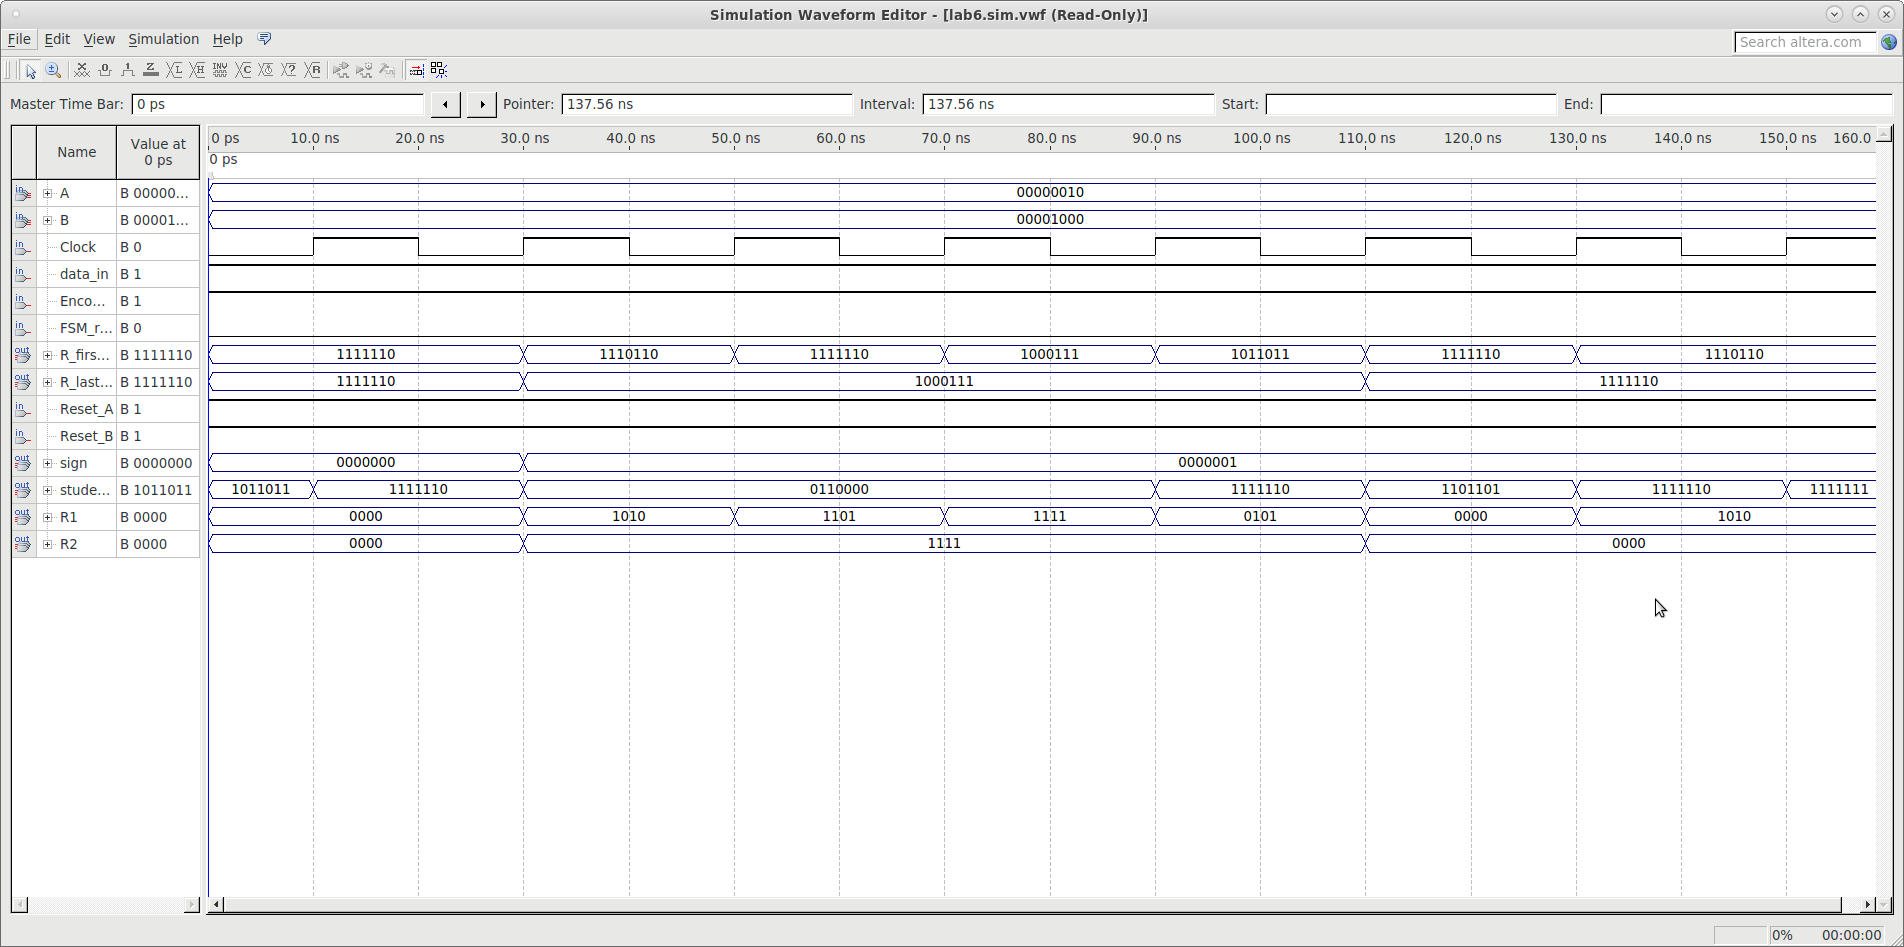 Simulation Waveform Editor - [lab6.sim.vwf (Read-Only)]
File Edit View Simulation Help Search altera.com
Master Time Bar: 0 ps Pointer: 137.56 ns Interval: 137.56 ns Start: End:
Name Value at 0 ps 0 ps 10.0 ns 20.0 ns 30.0 ns 40.0 ns 50.0 ns 60.0 ns 70.0 ns 80.0 ns 90.0 ns 100.0 ns 110.0 ns 120.0 ns 130.0 ns 140.0 ns 150.0 ns 160.0
0 ps
A B 00000... 00000010
B B 00001... 00001000
Clock B 0
data_in B 1
Enco... B 1
FSM_r... B 0
R_firs... B 1111110 1111110 1110110 1111110 1000111 1011011 1111110 1110110
R_last... B 1111110 1111110 1000111 1111110
Reset_A B 1
Reset_B B 1
sign B 0000000 0000000 0000001
stude... B 1011011 1011011 1111110 0110000 1111110 1101101 1111110 1111111
R1 B 0000 0000 1010 1101 1111 0101 0000 1010
R2 B 0000 0000 1111 0000
0% 00:00:00